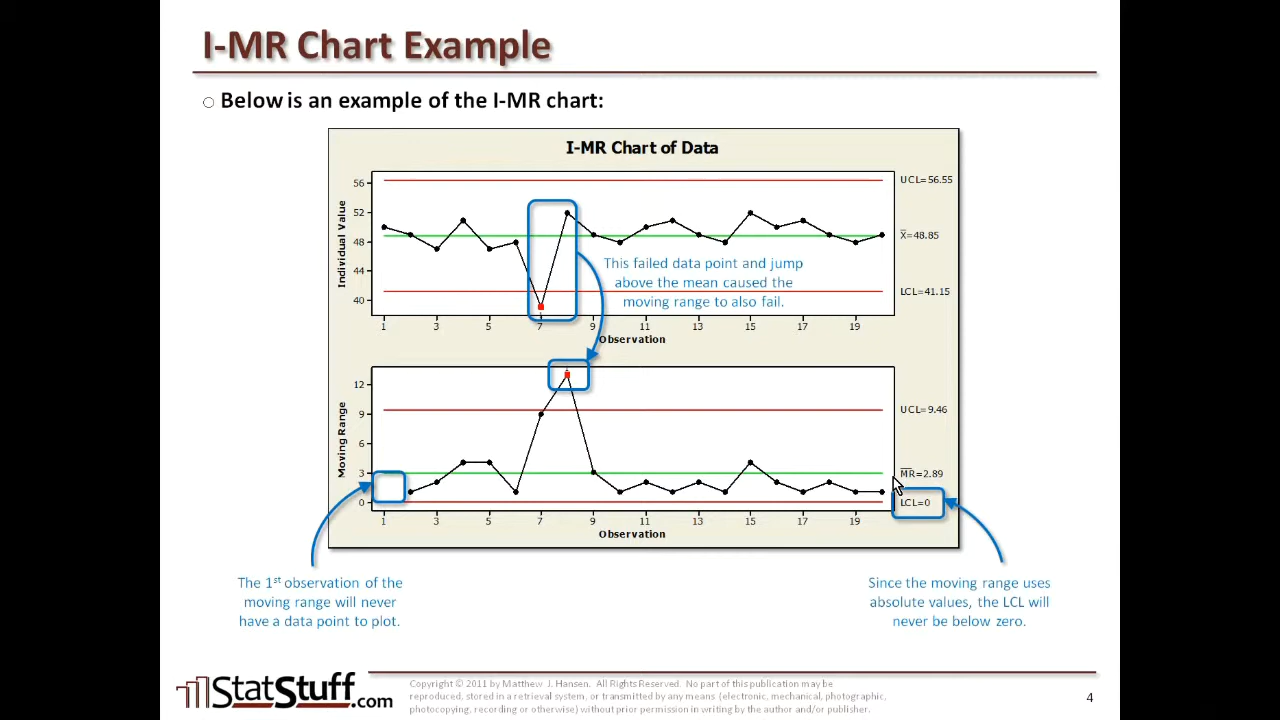 I-MR Chart Example
Below is an example of the I-MR chart:
I-MR Chart of Data
Individual Value
56
52
48
44
40
UCL=56.55
X̄=48.85
LCL=41.15
This failed data point and jump
above the mean caused the
moving range to also fail.
1 3 5 7 9 11 13 15 17 19
Observation
Moving Range
12
9
6
3
0
UCL=9.46
M̅R̅=2.89
LCL=0
1 3 5 7 9 11 13 15 17 19
Observation
The 1st observation of the
moving range will never
have a data point to plot.
Since the moving range uses
absolute values, the LCL will
never be below zero.
StatStuff.com
Copyright © 2011 by Matthew J. Hansen. All Rights Reserved. No part of this publication may be
reproduced, stored in a retrieval system, or transmitted by any means (electronic, mechanical, photographic,
photocopying, recording or otherwise) without prior permission in writing by the author and/or publisher.
4